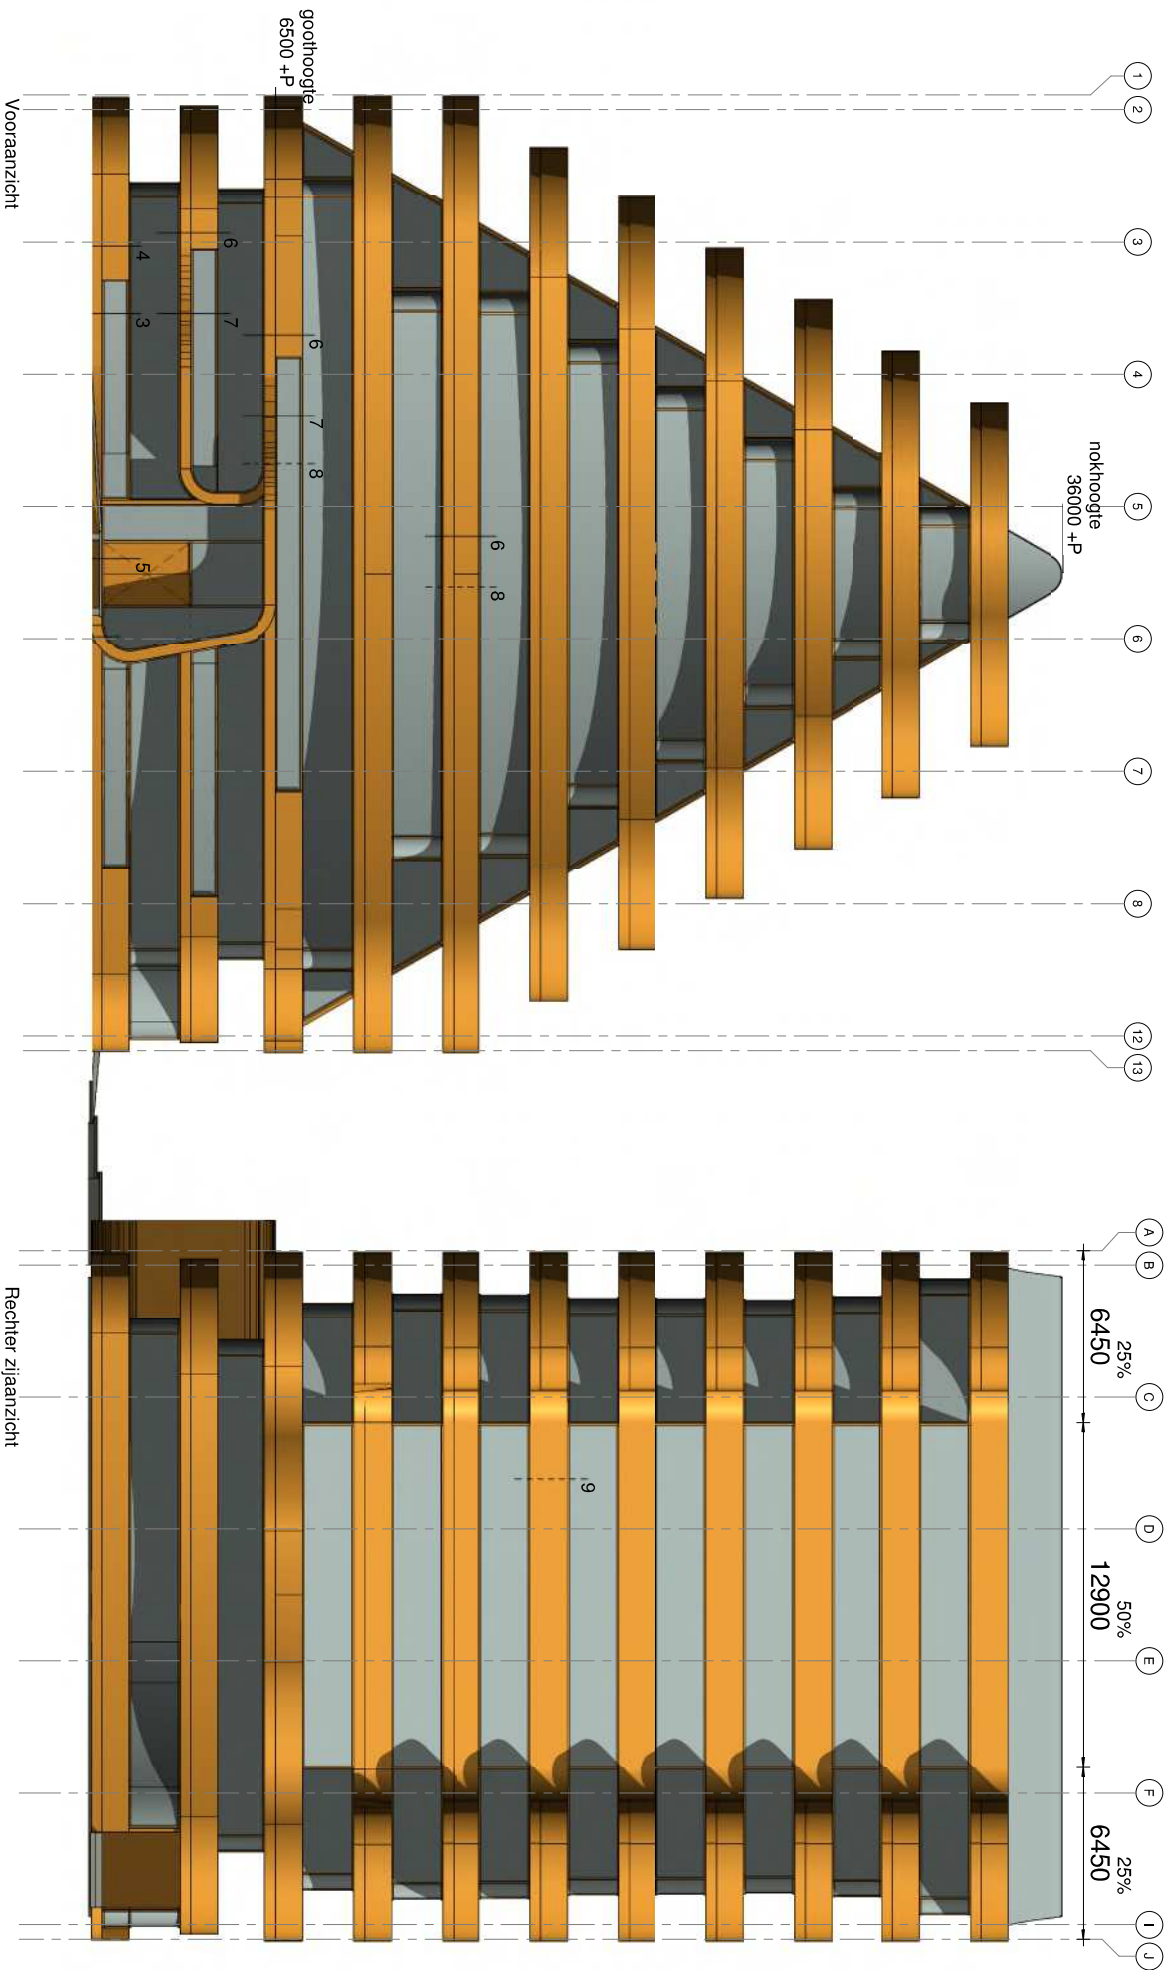 Vooraanzicht
goothoogte
6500 +P
nokhoogte
36000 +P
1
2
3
4
5
6
7
8
12
13
4
3
6
7
6
7
8
5
6
8
Rechter zijaanzicht
A
B
C
D
E
F
I
J
25%
6450
50%
12900
25%
6450
9